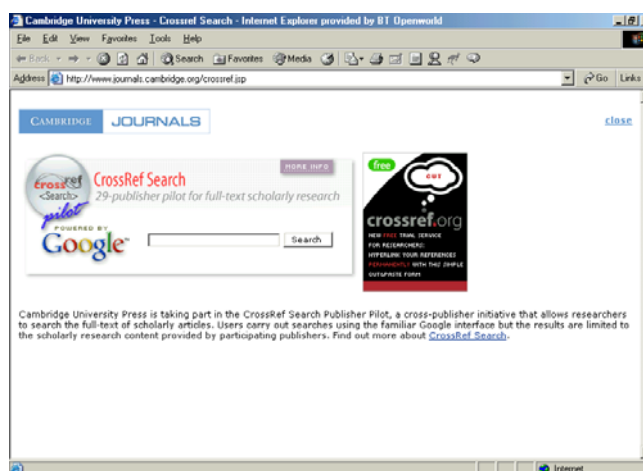 Cambridge University Press - Crossref Search - Internet Explorer provided by BT Openworld
File Edit View Favorites Tools Help
Back Search Favorites Media
Address http://www.journals.cambridge.org/crossref.jsp Go Links
CAMBRIDGE JOURNALS close
MORE INFO
crossref <Search> pilot
CrossRef Search
29-publisher pilot for full-text scholarly research
POWERED BY Google Search
free
CUT
crossref.org
NEW FREE TRIAL SERVICE
FOR RESEARCHERS:
HYPERLINK YOUR REFERENCES
PERMANENTLY WITH THIS SIMPLE
CUT&PASTE FORM
Cambridge University Press is taking part in the CrossRef Search Publisher Pilot, a cross-publisher initiative that allows researchers
to search the full-text of scholarly articles. Users carry out searches using the familiar Google interface but the results are limited to
the scholarly research content provided by participating publishers. Find out more about CrossRef Search.
Internet